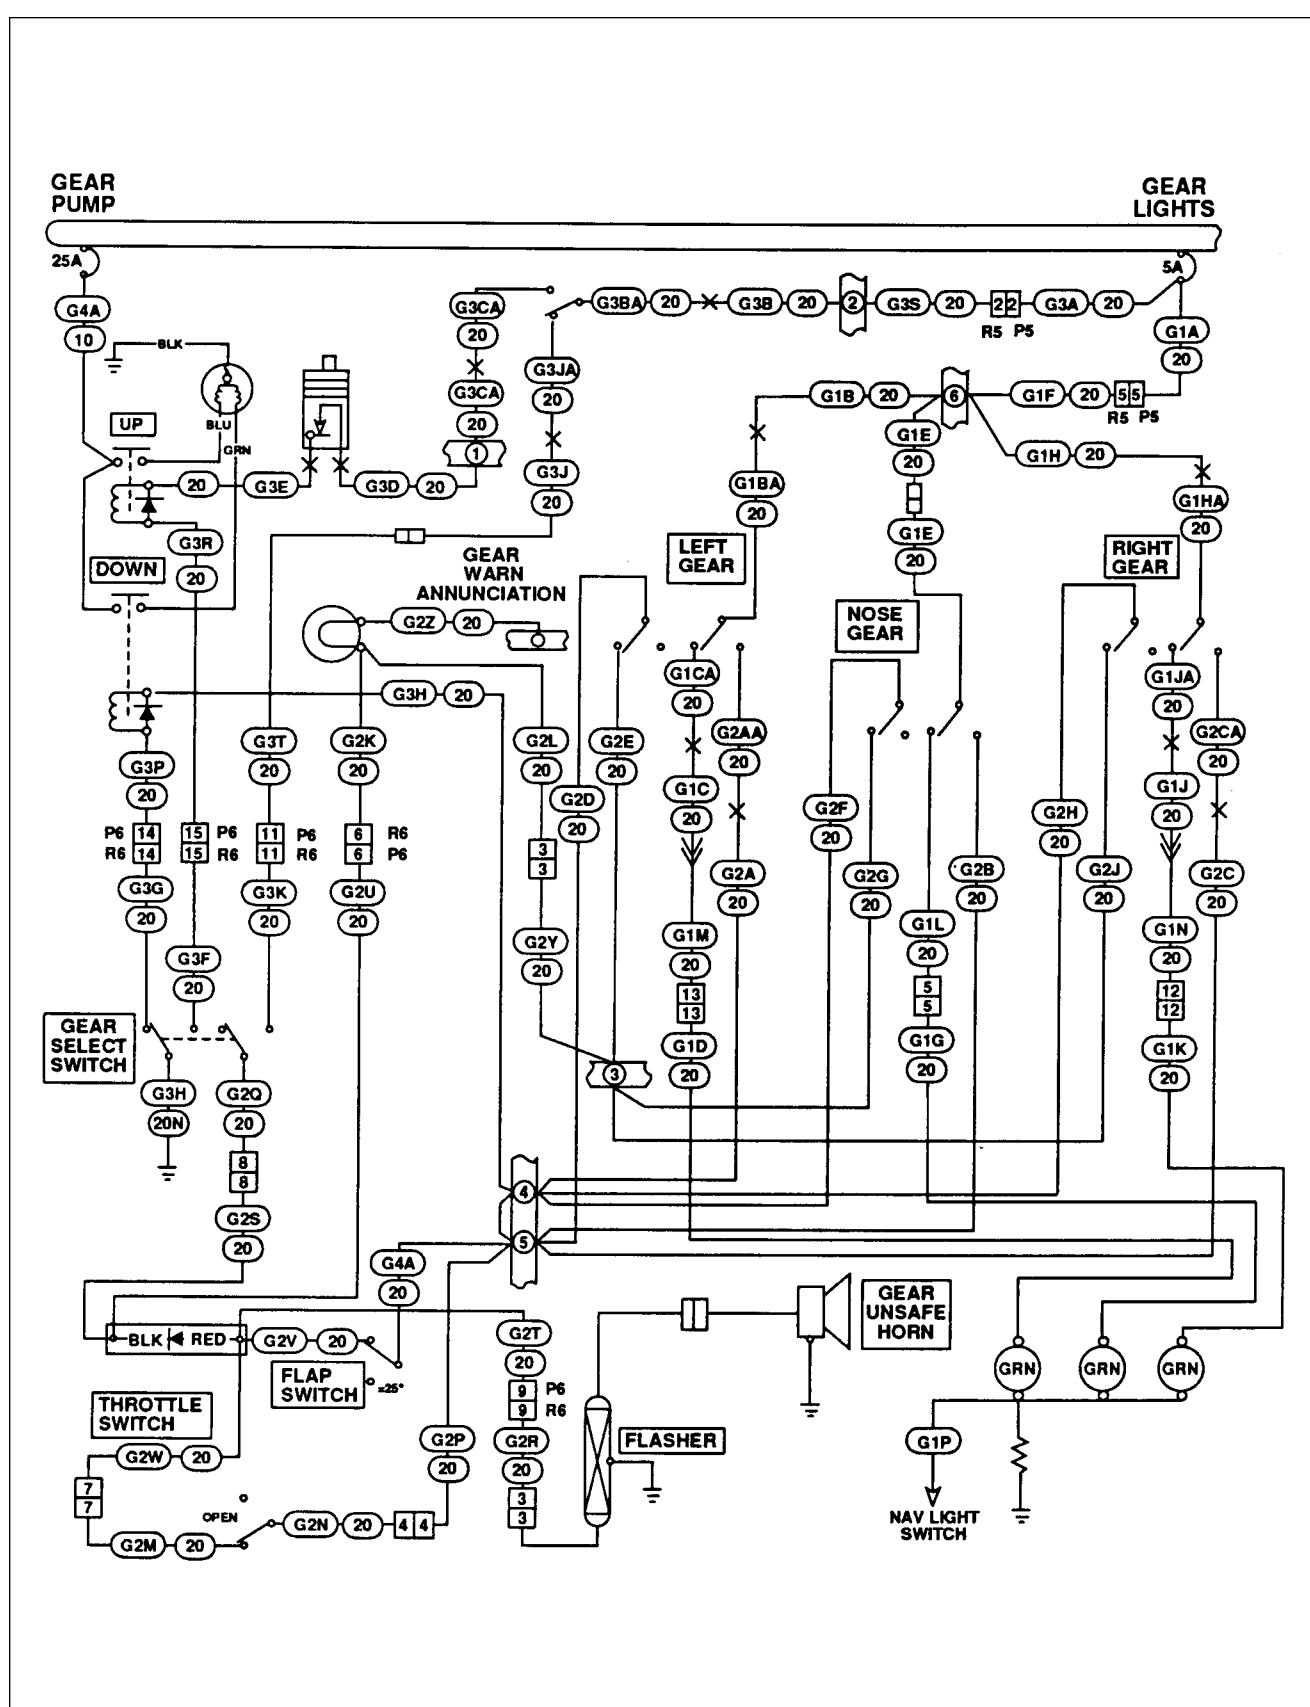 GEAR
PUMP
GEAR
LIGHTS
25A
5A
G4A
10
BLK
G3CA
20
G3BA
20
G3B
20
2
G3S
20
2 2
G3A
20
R5 P5
G1A
20
G3CA
20
G3JA
20
G1B
20
6
G1F
20
5 5
R5 P5
UP
BLU
GRN
1
G1E
20
G1H
20
20
G3E
G3D
20
G3J
20
G1BA
20
G1HA
20
G3R
20
G1E
20
DOWN
GEAR
WARN
ANNUNCIATION
LEFT
GEAR
RIGHT
GEAR
G2Z
20
NOSE
GEAR
G3H
20
G1CA
20
G1JA
20
G3P
20
G3T
20
G2K
20
G2L
20
G2E
20
G2AA
20
G2CA
20
G2D
20
G1C
20
G2F
20
G2H
20
G1J
20
P6 14
R6 14
15 P6
15 R6
11 P6
11 R6
6 R6
6 P6
3
3
G3G
20
G3K
20
G2U
20
G2A
20
G2G
20
G2B
20
G2J
20
G2C
20
G3F
20
G2Y
20
G1M
20
G1L
20
G1N
20
13
13
5
5
12
12
GEAR
SELECT
SWITCH
G1D
20
G1G
20
G1K
20
3
G3H
20N
G2Q
20
8
8
G2S
20
4
5
G4A
20
GEAR
UNSAFE
HORN
BLK RED
G2V
20
G2T
20
FLAP
SWITCH
=25°
9 P6
9 R6
GRN
GRN
GRN
THROTTLE
SWITCH
G2P
20
G2R
20
FLASHER
G1P
G2W
20
7
7
3
3
OPEN
G2N
20
4 4
NAV LIGHT
SWITCH
G2M
20